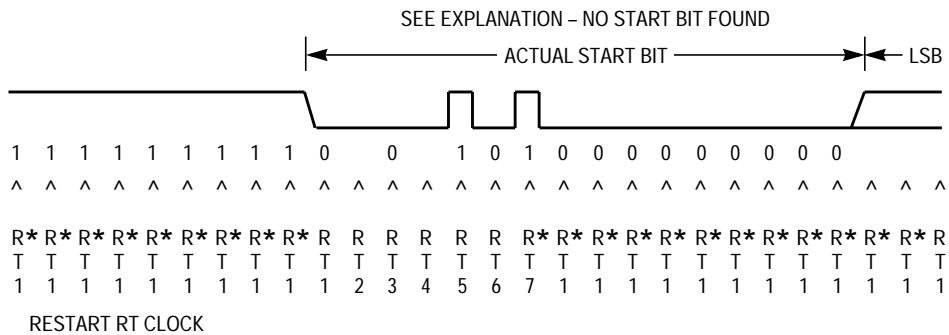 SEE EXPLANATION – NO START BIT FOUND
ACTUAL START BIT
LSB
1 1 1 1 1 1 1 1 1 0 0 1 0 1 0 0 0 0 0 0 0 0 0
^ ^ ^ ^ ^ ^ ^ ^ ^ ^ ^ ^ ^ ^ ^ ^ ^ ^ ^ ^ ^ ^ ^ ^ ^ ^ ^ ^
R* R* R* R* R* R* R* R* R* R R R R R R R* R* R* R* R* R* R* R* R* R* R* R* R
T T T T T T T T T T T T T T T T T T T T T T T T T T T T
1 1 1 1 1 1 1 1 1 1 2 3 4 5 6 7 1 1 1 1 1 1 1 1 1 1 1 1
RESTART RT CLOCK